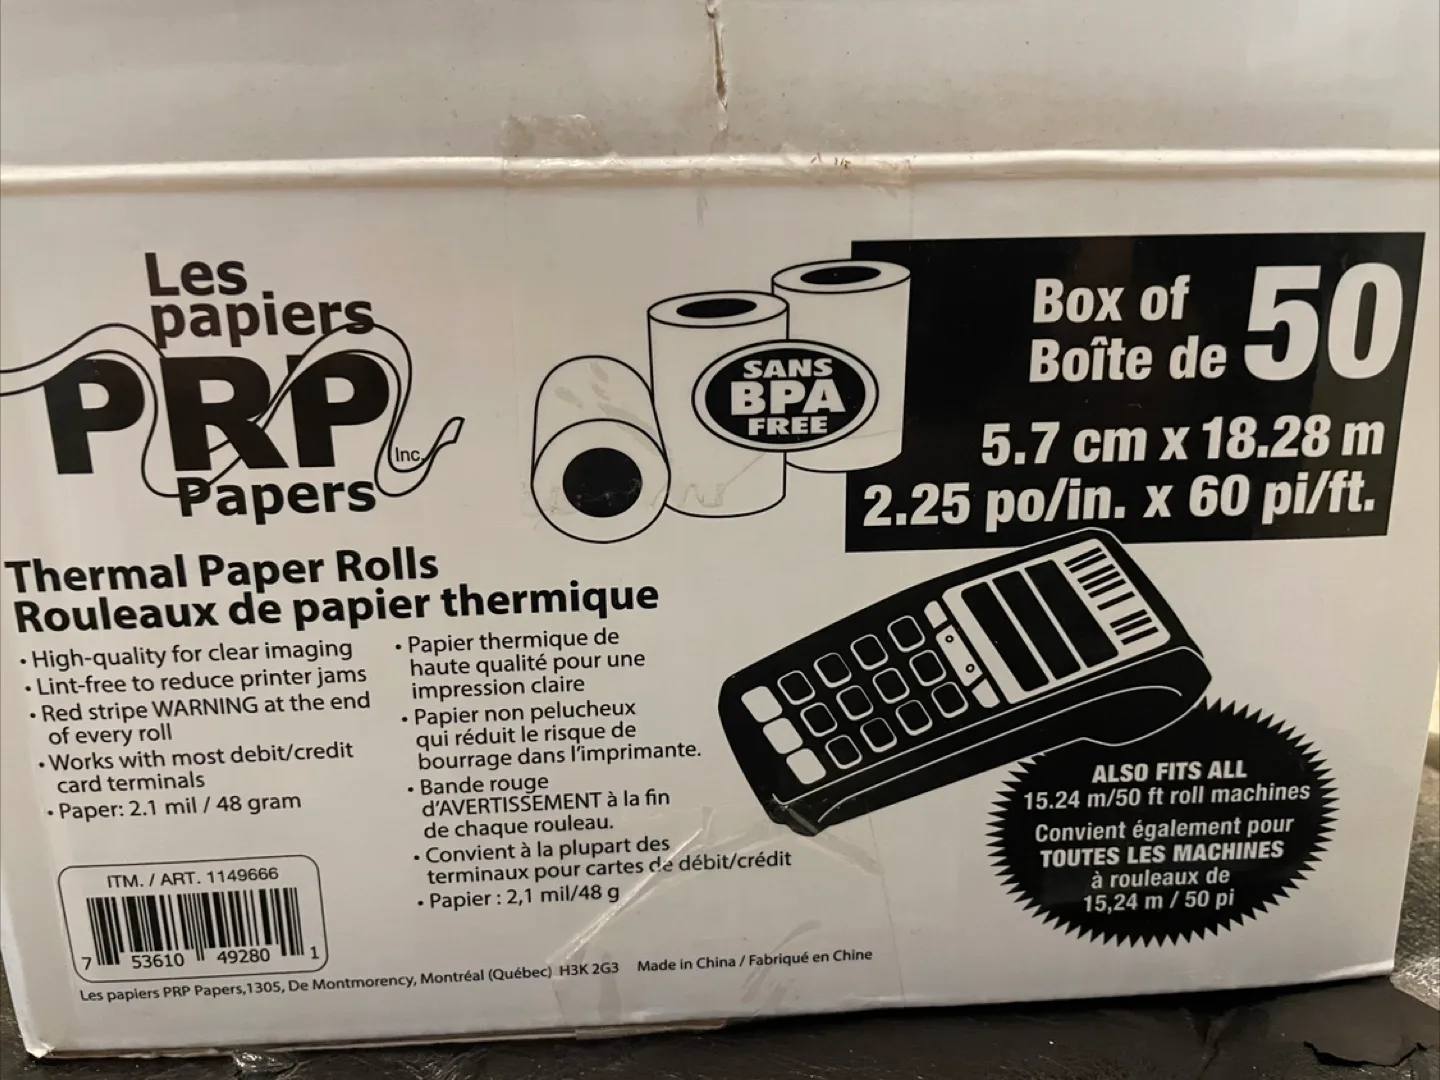 Les
papiers
PRP
Inc.
Papers
SANS
BPA
FREE
Box of
Boîte de
50
5.7 cm x 18.28 m
2.25 po/in. x 60 pi/ft.
Thermal Paper Rolls
Rouleaux de papier thermique
• High-quality for clear imaging
• Lint-free to reduce printer jams
• Red stripe WARNING at the end
of every roll
• Works with most debit/credit
card terminals
• Paper: 2.1 mil / 48 gram
• Papier thermique de
haute qualité pour une
impression claire
• Papier non pelucheux
qui réduit le risque de
bourrage dans l'imprimante.
• Bande rouge
d'AVERTISSEMENT à la fin
de chaque rouleau.
• Convient à la plupart des
terminaux pour cartes de débit/crédit
• Papier : 2,1 mil/48 g
ALSO FITS ALL
15.24 m/50 ft roll machines
Convient également pour
TOUTES LES MACHINES
à rouleaux de
15,24 m / 50 pi
ITM. / ART. 1149666
7 53610 49280 1
Les papiers PRP Papers,1305, De Montmorency, Montréal (Québec) H3K 2G3 Made in China / Fabriqué en Chine